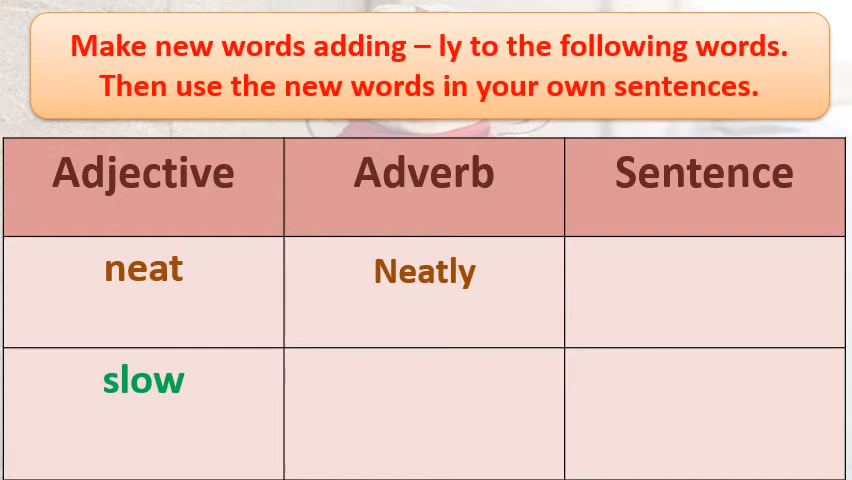 Make new words adding – ly to the following words.
Then use the new words in your own sentences.
Adjective Adverb Sentence
neat Neatly
slow